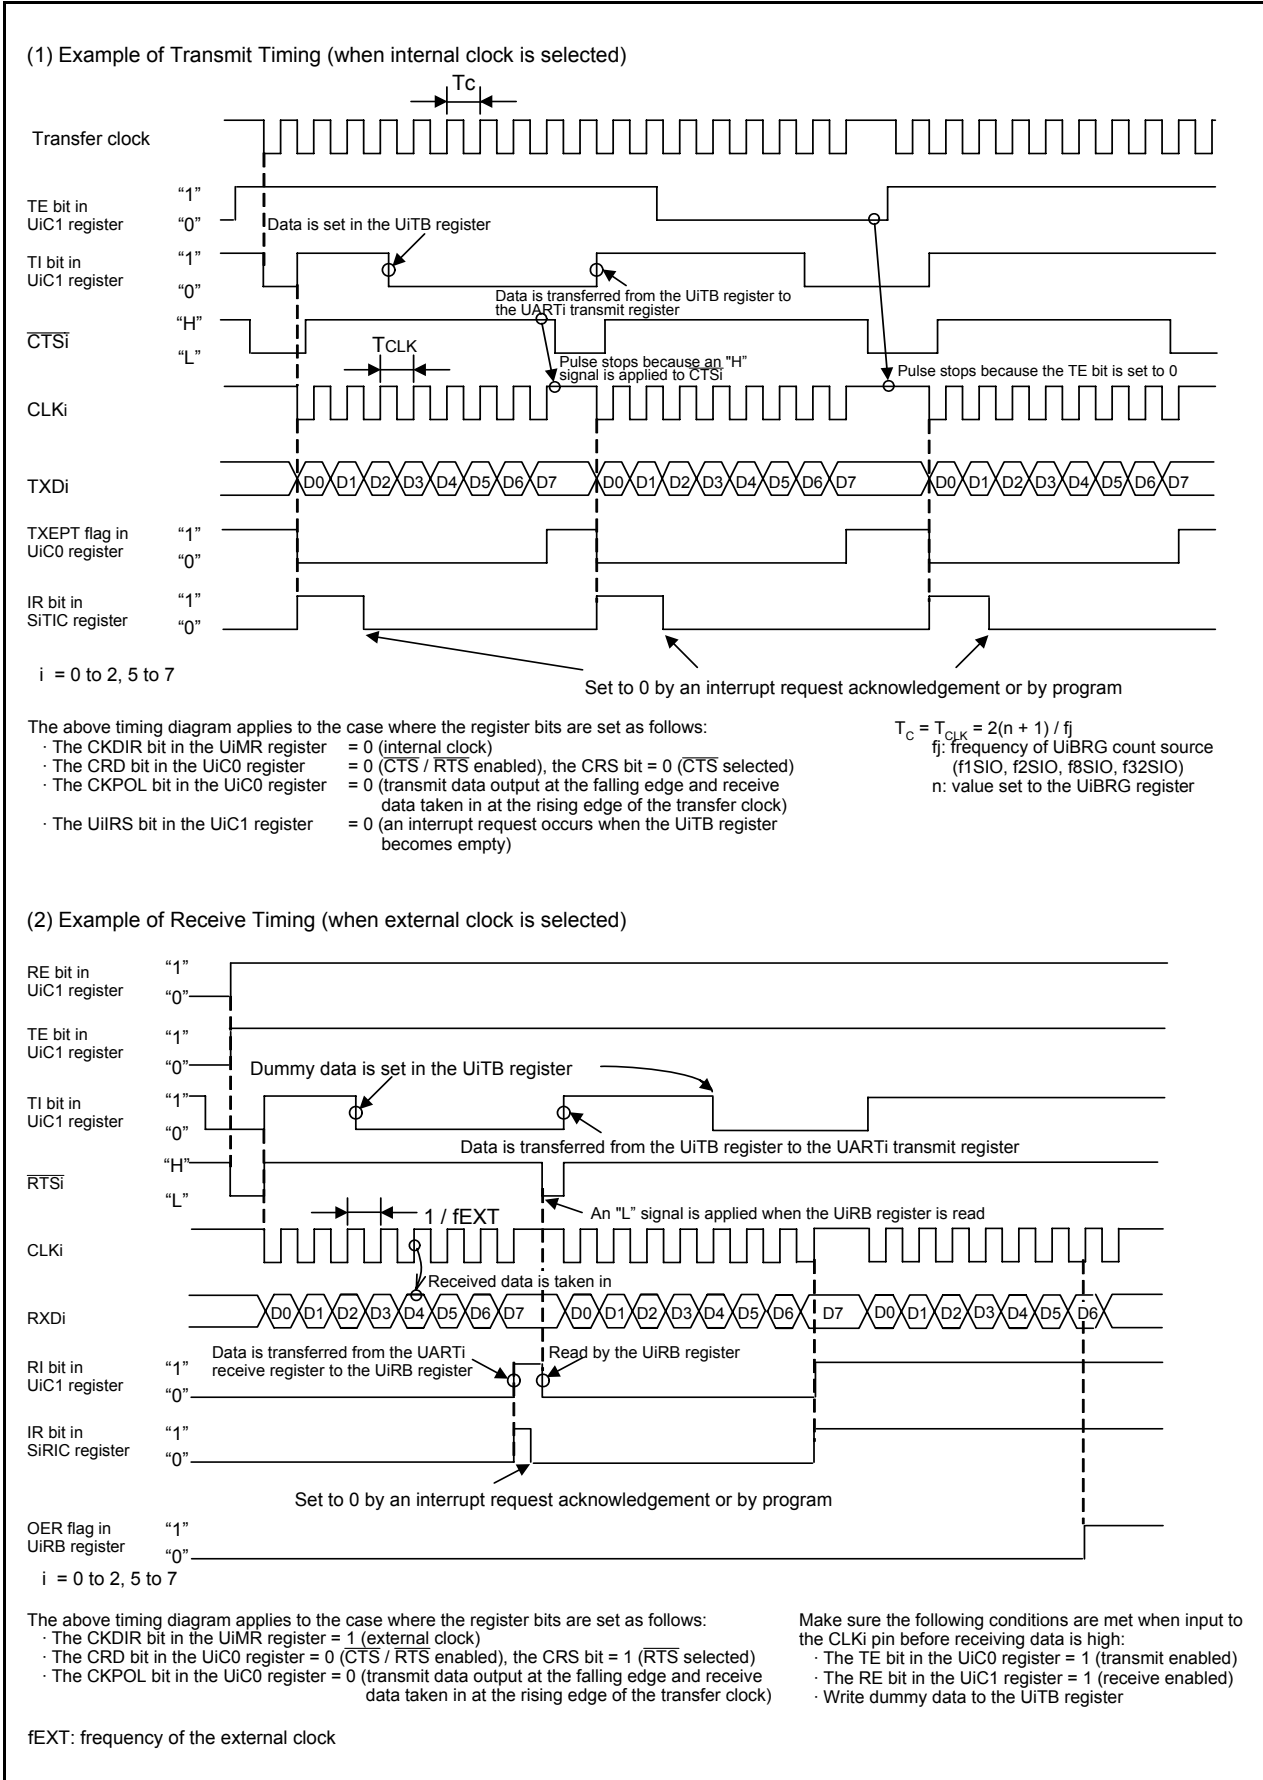 (1) Example of Transmit Timing (when internal clock is selected)
Tc
Transfer clock
TE bit in
UiC1 register
“1”
“0”
Data is set in the UiTB register
TI bit in
UiC1 register
“1”
“0”
Data is transferred from the UiTB register to
the UARTi transmit register
CTSi
“H”
“L”
TCLK
Pulse stops because an "H"
signal is applied to CTSi
Pulse stops because the TE bit is set to 0
CLKi
TXDi
D0 D1 D2 D3 D4 D5 D6 D7 D0 D1 D2 D3 D4 D5 D6 D7 D0 D1 D2 D3 D4 D5 D6 D7
TXEPT flag in
UiC0 register
“1”
“0”
IR bit in
SiTIC register
“1”
“0”
i = 0 to 2, 5 to 7
Set to 0 by an interrupt request acknowledgement or by program
The above timing diagram applies to the case where the register bits are set as follows:
· The CKDIR bit in the UiMR register = 0 (internal clock)
· The CRD bit in the UiC0 register = 0 (CTS / RTS enabled), the CRS bit = 0 (CTS selected)
· The CKPOL bit in the UiC0 register = 0 (transmit data output at the falling edge and receive
data taken in at the rising edge of the transfer clock)
· The UiIRS bit in the UiC1 register = 0 (an interrupt request occurs when the UiTB register
becomes empty)
TC = TCLK = 2(n + 1) / fj
fj: frequency of UiBRG count source
(f1SIO, f2SIO, f8SIO, f32SIO)
n: value set to the UiBRG register
(2) Example of Receive Timing (when external clock is selected)
RE bit in
UiC1 register
“1”
“0”
TE bit in
UiC1 register
“1”
“0”
Dummy data is set in the UiTB register
TI bit in
UiC1 register
“1”
“0”
Data is transferred from the UiTB register to the UARTi transmit register
RTSi
“H”
“L”
1 / fEXT
An "L" signal is applied when the UiRB register is read
CLKi
Received data is taken in
RXDi
D0 D1 D2 D3 D4 D5 D6 D7 D0 D1 D2 D3 D4 D5 D6 D7 D0 D1 D2 D3 D4 D5 D6
Data is transferred from the UARTi
receive register to the UiRB register
Read by the UiRB register
RI bit in
UiC1 register
“1”
“0”
IR bit in
SiRIC register
“1”
“0”
Set to 0 by an interrupt request acknowledgement or by program
OER flag in
UiRB register
“1”
“0”
i = 0 to 2, 5 to 7
The above timing diagram applies to the case where the register bits are set as follows:
· The CKDIR bit in the UiMR register = 1 (external clock)
· The CRD bit in the UiC0 register = 0 (CTS / RTS enabled), the CRS bit = 1 (RTS selected)
· The CKPOL bit in the UiC0 register = 0 (transmit data output at the falling edge and receive
data taken in at the rising edge of the transfer clock)
Make sure the following conditions are met when input to
the CLKi pin before receiving data is high:
· The TE bit in the UiC0 register = 1 (transmit enabled)
· The RE bit in the UiC1 register = 1 (receive enabled)
· Write dummy data to the UiTB register
fEXT: frequency of the external clock